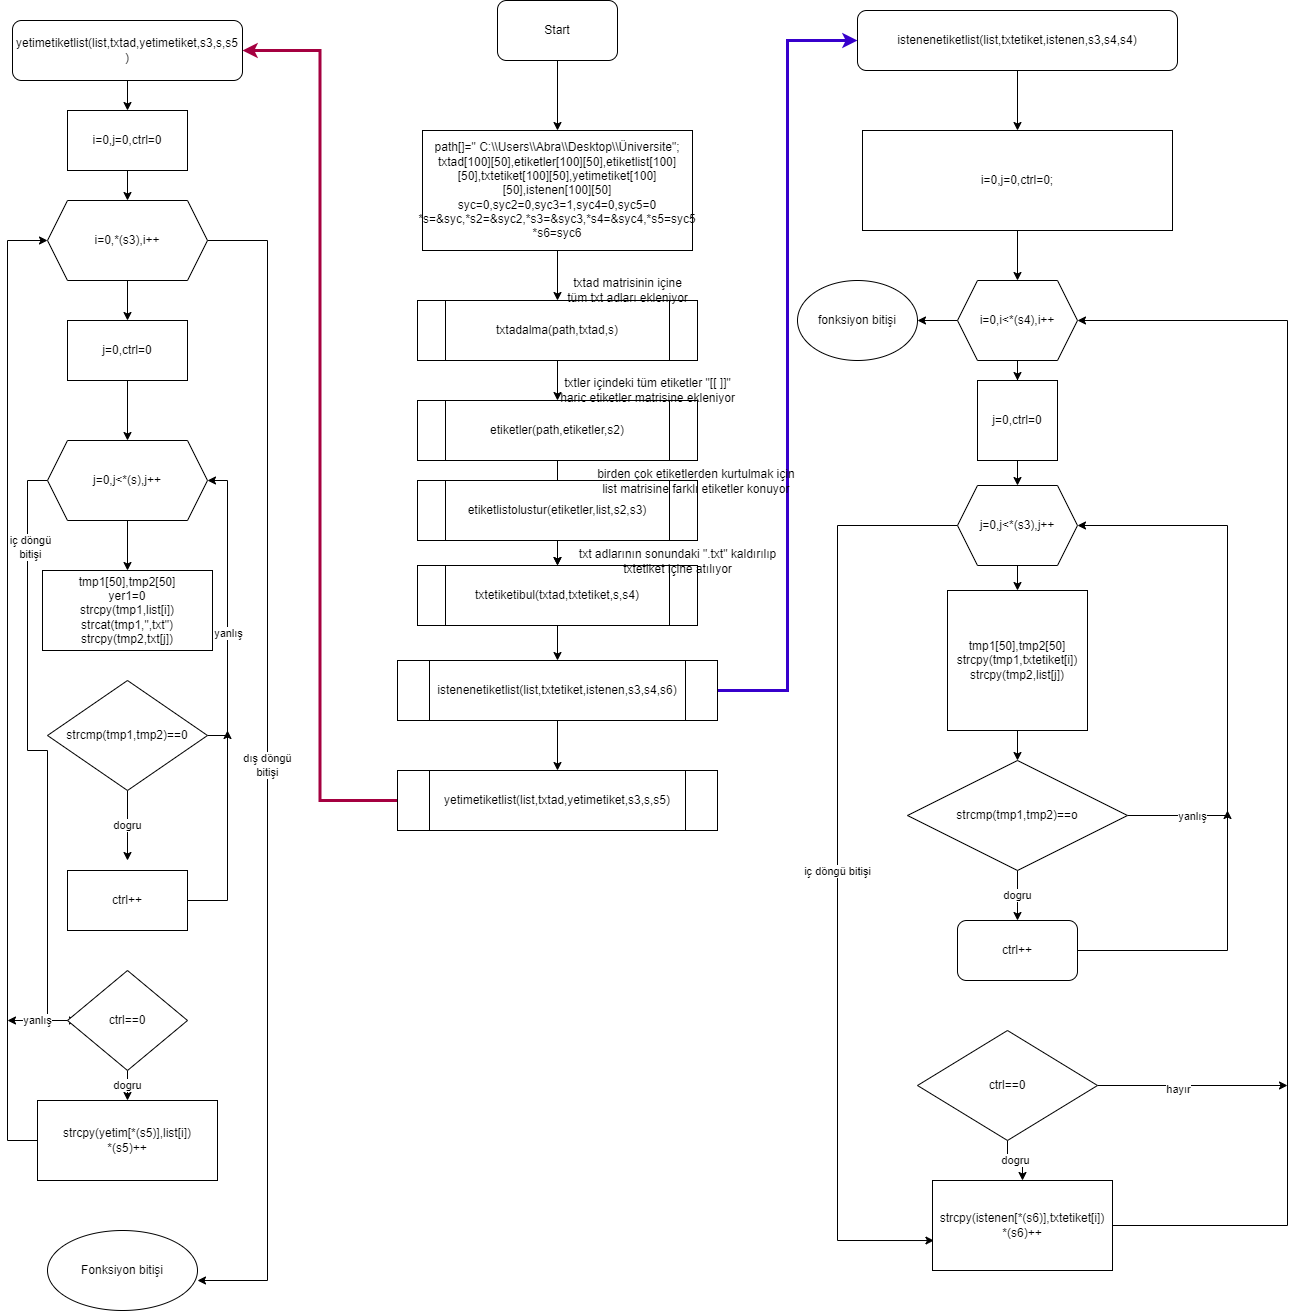 yetimetiketlist(list,txtad,yetimetiket,s3,s,s5
)
i=0,j=0,ctrl=0
i=0,*(s3),i++
j=0,ctrl=0
j=0,j<*(s),j++
iç döngü
bitişi
tmp1[50],tmp2[50]
yer1=0
strcpy(tmp1,list[i])
strcat(tmp1,",txt")
strcpy(tmp2,txt[j])
yanlış
strcmp(tmp1,tmp2)==0
dogru
ctrl++
dış döngü
bitişi
ctrl==0
yanlış
dogru
strcpy(yetim[*(s5)],list[i])
*(s5)++
Fonksiyon bitişi
Start
path[]=" C:\\Users\\Abra\\Desktop\\Üniversite";
txtad[100][50],etiketler[100][50],etiketlist[100]
[50],txtetiket[100][50],yetimetiket[100]
[50],istenen[100][50]
syc=0,syc2=0,syc3=1,syc4=0,syc5=0
*s=&syc,*s2=&syc2,*s3=&syc3,*s4=&syc4,*s5=syc5
*s6=syc6
txtad matrisinin içine
tüm txt adları ekleniyor
txtadalma(path,txtad,s)
txtler içindeki tüm etiketler "[[ ]]"
haric etiketler matrisine ekleniyor
etiketler(path,etiketler,s2)
birden çok etiketlerden kurtulmak için
list matrisine farklı etiketler konuyor
etiketlistolustur(etiketler,list,s2,s3)
txt adlarının sonundaki ".txt" kaldırılıp
txtetiket içine atılıyor
txtetiketibul(txtad,txtetiket,s,s4)
istenenetiketlist(list,txtetiket,istenen,s3,s4,s6)
yetimetiketlist(list,txtad,yetimetiket,s3,s,s5)
istenenetiketlist(list,txtetiket,istenen,s3,s4,s4)
i=0,j=0,ctrl=0;
fonksiyon bitişi
i=0,i<*(s4),i++
j=0,ctrl=0
j=0,j<*(s3),j++
tmp1[50],tmp2[50]
strcpy(tmp1,txtetiket[i])
strcpy(tmp2,list[j])
strcmp(tmp1,tmp2)==o
yanlış
iç döngü bitişi
dogru
ctrl++
ctrl==0
hayır
dogru
strcpy(istenen[*(s6)],txtetiket[i])
*(s6)++